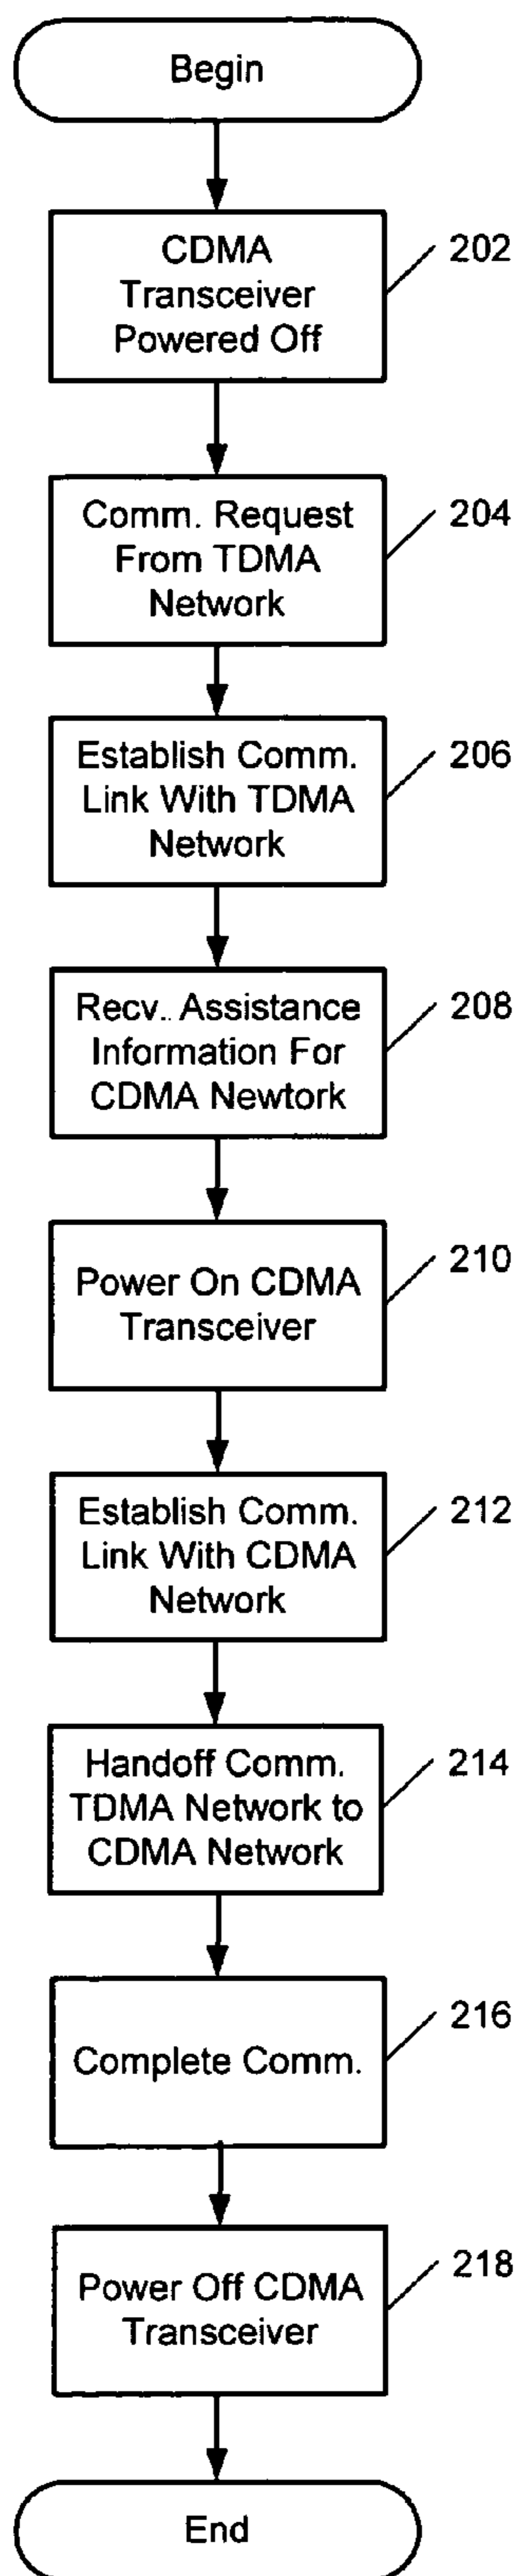 Begin
CDMA
Transceiver
Powered Off
202
Comm. Request
From TDMA
Network
204
Establish Comm.
Link With TDMA
Network
206
Recv.. Assistance
Information For
CDMA Newtork
208
Power On CDMA
Transceiver
210
Establish Comm.
Link With CDMA
Network
212
Handoff Comm.
TDMA Network to
CDMA Network
214
Complete Comm.
216
Power Off CDMA
Transceiver
218
End